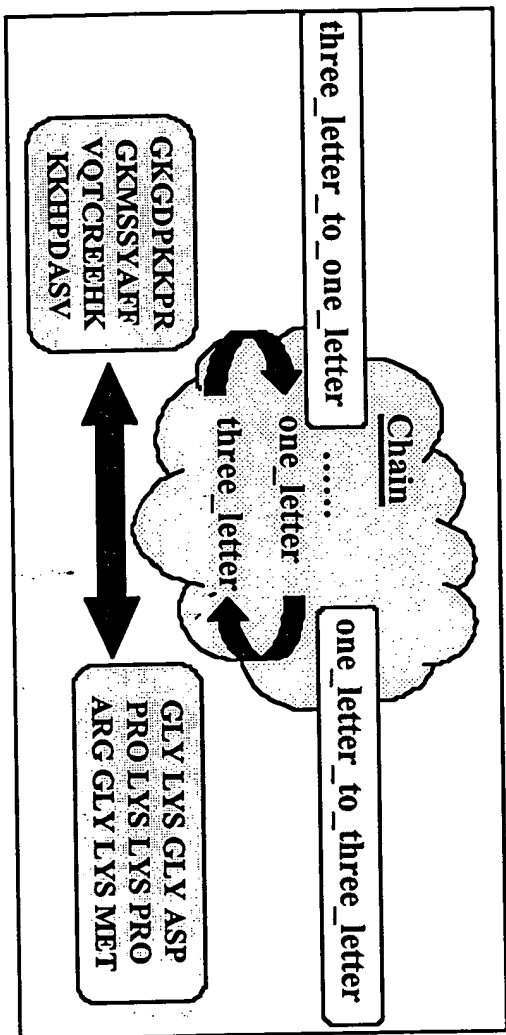 three_letter_to_one_letter
one_letter_to_three_letter
Chain
......
one_letter
three_letter
GKGDPKKPR
GKMSSYAFF
VQTCREEHK
KKHPDASV
GLY LYS GLY ASP
PRO LYS LYS PRO
ARG GLY LYS MET